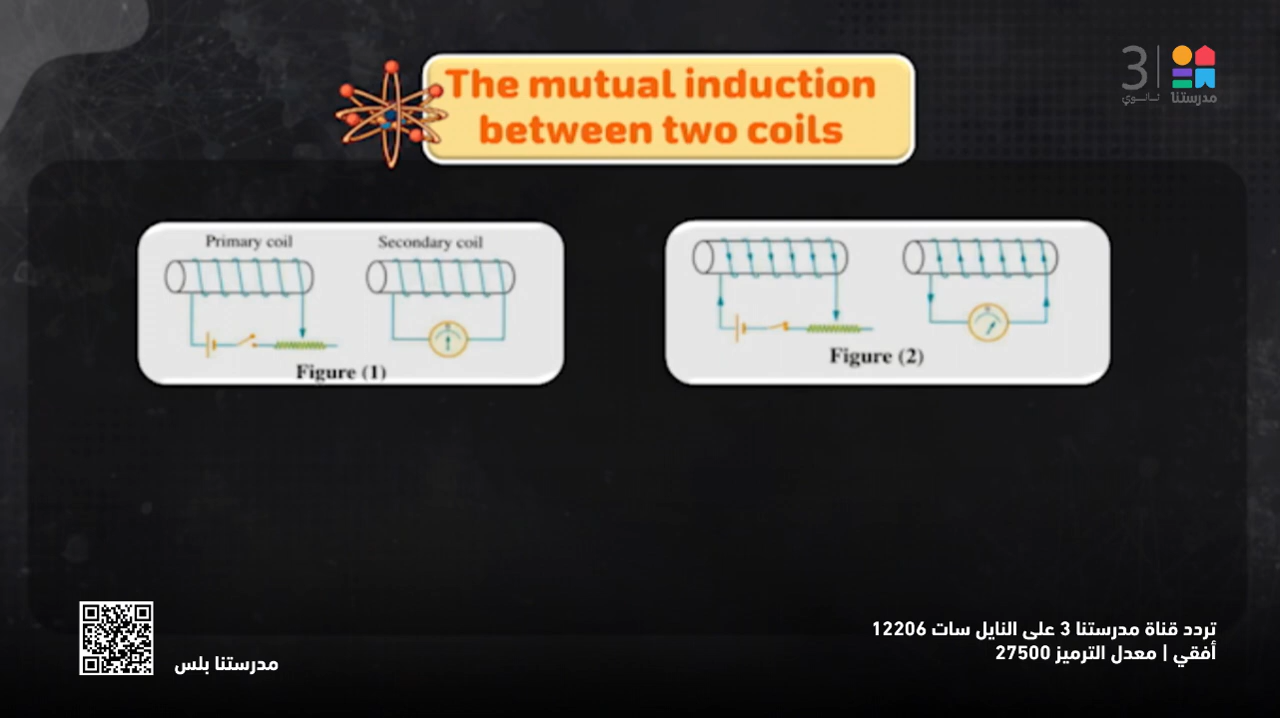 The mutual induction
between two coils
3
ثانوي
مدرستنا
Primary coil
Secondary coil
Figure (1)
Figure (2)
تردد قناة مدرستنا 3 على النايل سات 12206
أفقي | معدل الترميز 27500
مدرستنا بلس